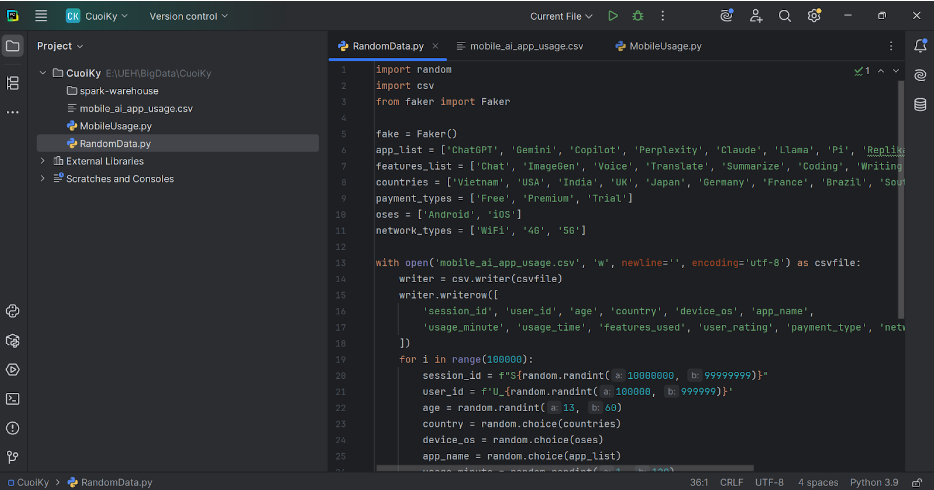 CK CuoiKy Version control Current File
Project
CuoiKy E:\UEH\BigData\CuoiKy
spark-warehouse
mobile_ai_app_usage.csv
MobileUsage.py
RandomData.py
External Libraries
Scratches and Consoles
RandomData.py mobile_ai_app_usage.csv MobileUsage.py
1
1 import random
2 import csv
3 from faker import Faker
4
5 fake = Faker()
6 app_list = ['ChatGPT', 'Gemini', 'Copilot', 'Perplexity', 'Claude', 'Llama', 'Pi', 'Replika
7 features_list = ['Chat', 'ImageGen', 'Voice', 'Translate', 'Summarize', 'Coding', 'Writing
8 countries = ['Vietnam', 'USA', 'India', 'UK', 'Japan', 'Germany', 'France', 'Brazil', 'Sout
9 payment_types = ['Free', 'Premium', 'Trial']
10 oses = ['Android', 'iOS']
11 network_types = ['WiFi', '4G', '5G']
12
13 with open('mobile_ai_app_usage.csv', 'w', newline='', encoding='utf-8') as csvfile:
14 writer = csv.writer(csvfile)
15 writer.writerow([
16 'session_id', 'user_id', 'age', 'country', 'device_os', 'app_name',
17 'usage_minute', 'usage_time', 'features_used', 'user_rating', 'payment_type', 'netw
18 ])
19 for i in range(100000):
20 session_id = f"S{random.randint( a: 10000000, b: 99999999)}"
21 user_id = f'U_{random.randint( a: 100000, b: 999999)}'
22 age = random.randint( a: 13, b: 60)
23 country = random.choice(countries)
24 device_os = random.choice(oses)
25 app_name = random.choice(app_list)
CuoiKy > RandomData.py 36:1 CRLF UTF-8 4 spaces Python 3.9